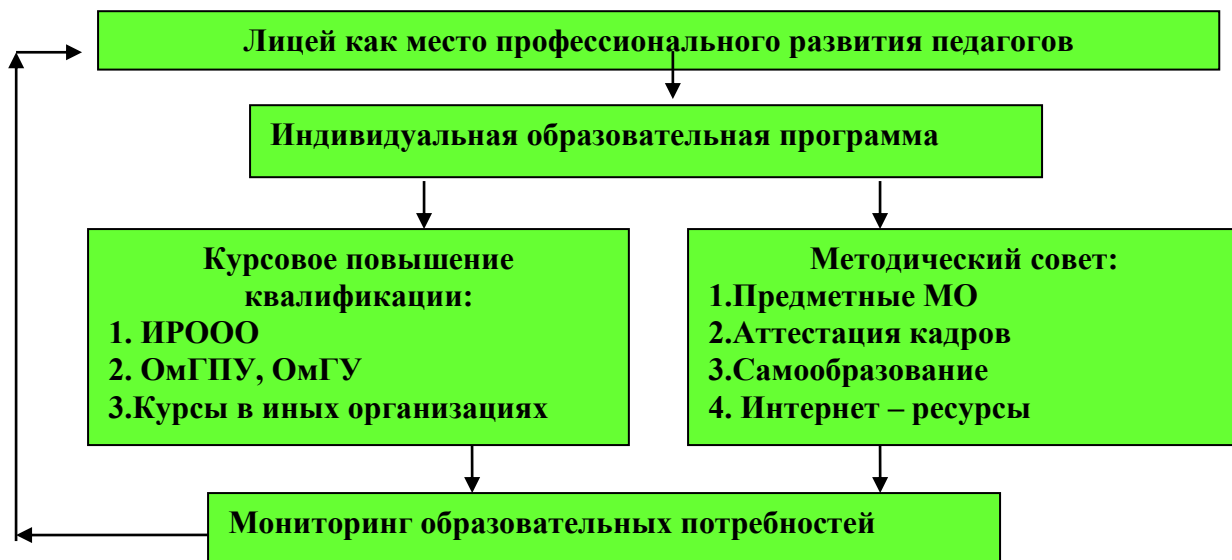 Лицей как место профессионального развития педагогов
Индивидуальная образовательная программа
Курсовое повышение
квалификации:
1. ИРООО
2. ОмГПУ, ОмГУ
3.Курсы в иных организациях
Методический совет:
1.Предметные МО
2.Аттестация кадров
3.Самообразование
4. Интернет – ресурсы
Мониторинг образовательных потребностей